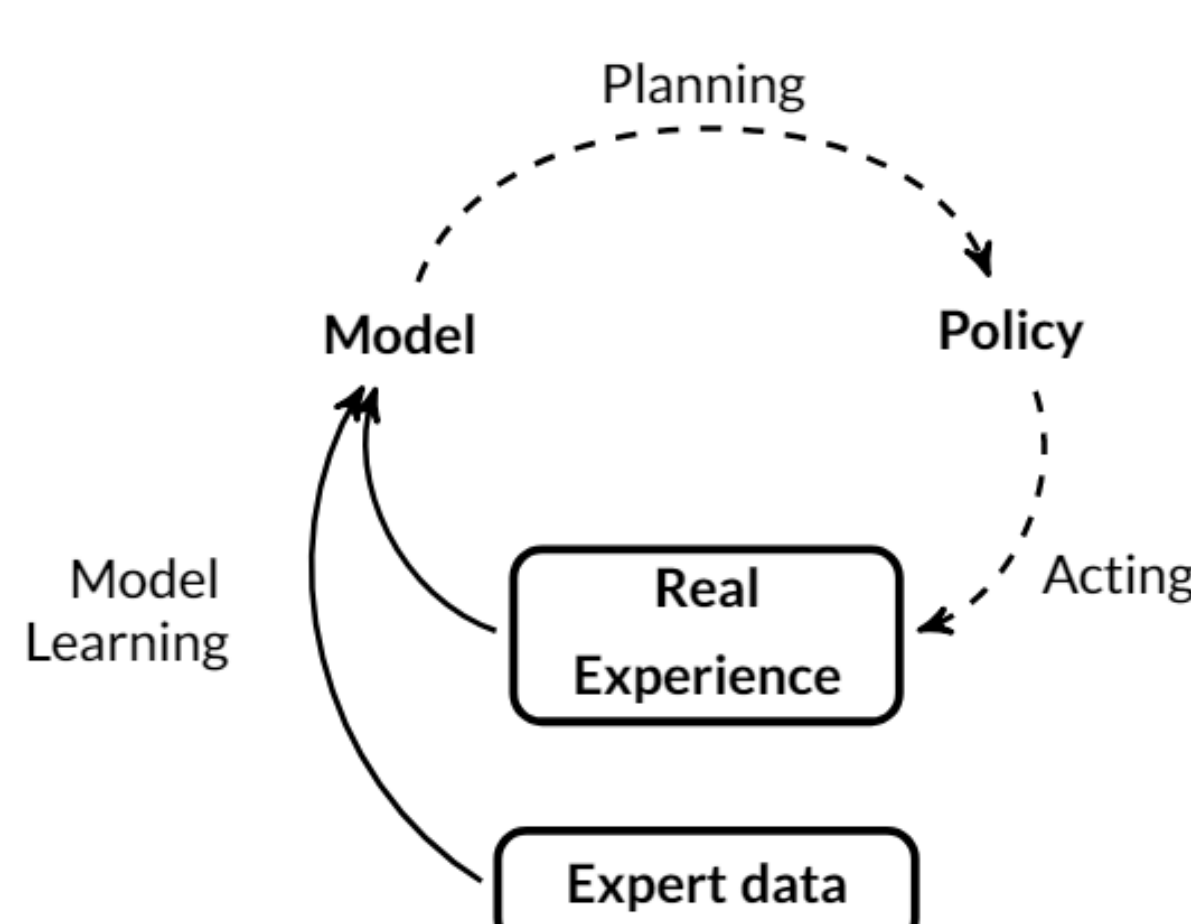 Planning
Model
Policy
Model
Learning
Real
Experience
Acting
Expert data